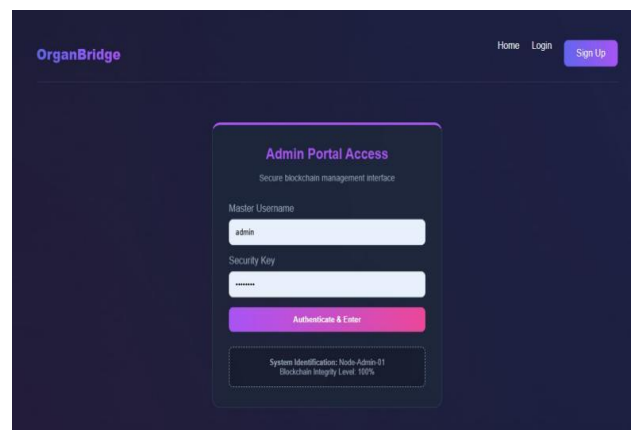 OrganBridge
Home Login Sign Up
Admin Portal Access
Secure blockchain management interface
Master Username
admin
Security Key
••••••••
Authenticate & Enter
System Identification: Node-Admin-01
Blockchain Integrity Level: 100%